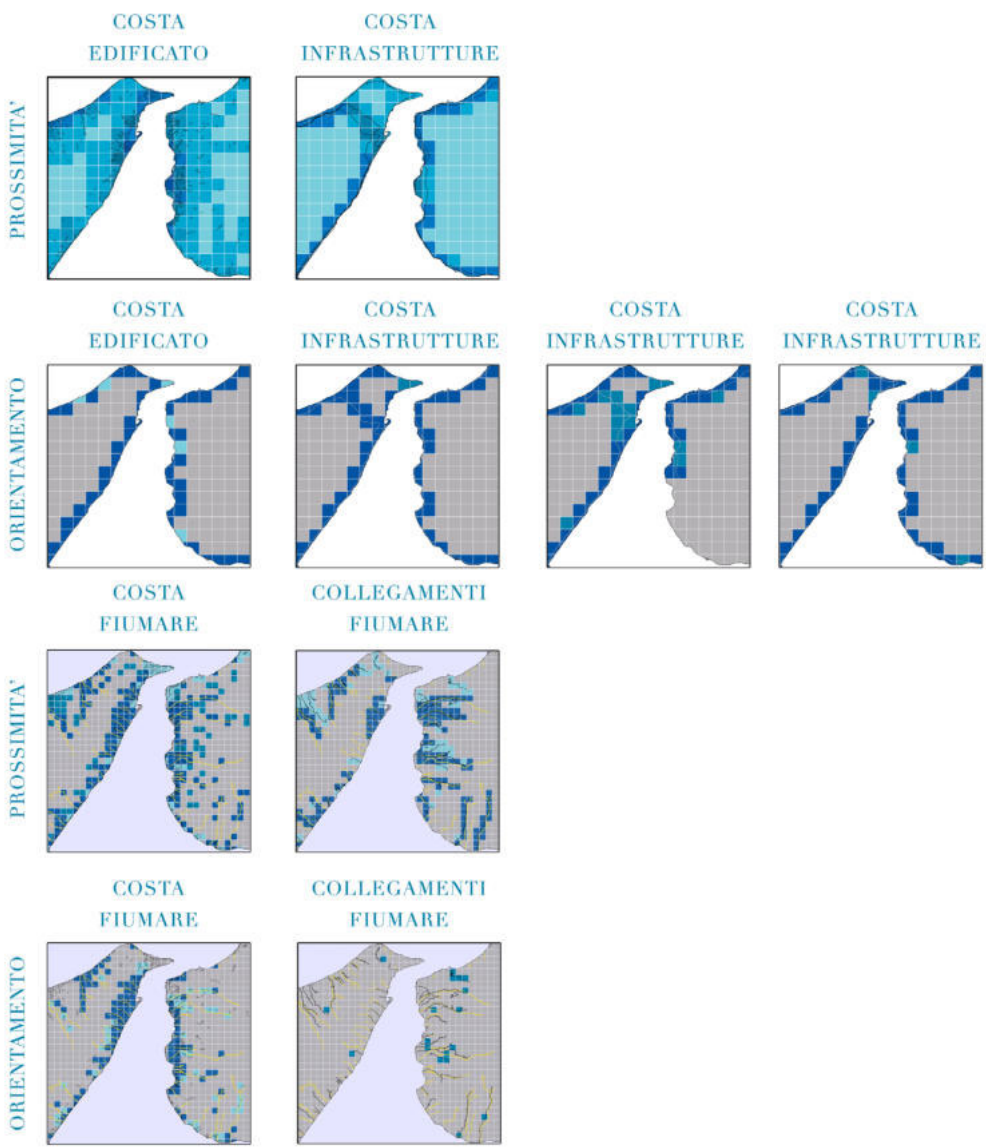 COSTA
EDIFICATO
COSTA
INFRASTRUTTURE
PROSSIMITA'
COSTA
EDIFICATO
COSTA
INFRASTRUTTURE
COSTA
INFRASTRUTTURE
COSTA
INFRASTRUTTURE
ORIENTAMENTO
COSTA
FIUMARE
COLLEGAMENTI
FIUMARE
PROSSIMITA'
COSTA
FIUMARE
COLLEGAMENTI
FIUMARE
ORIENTAMENTO